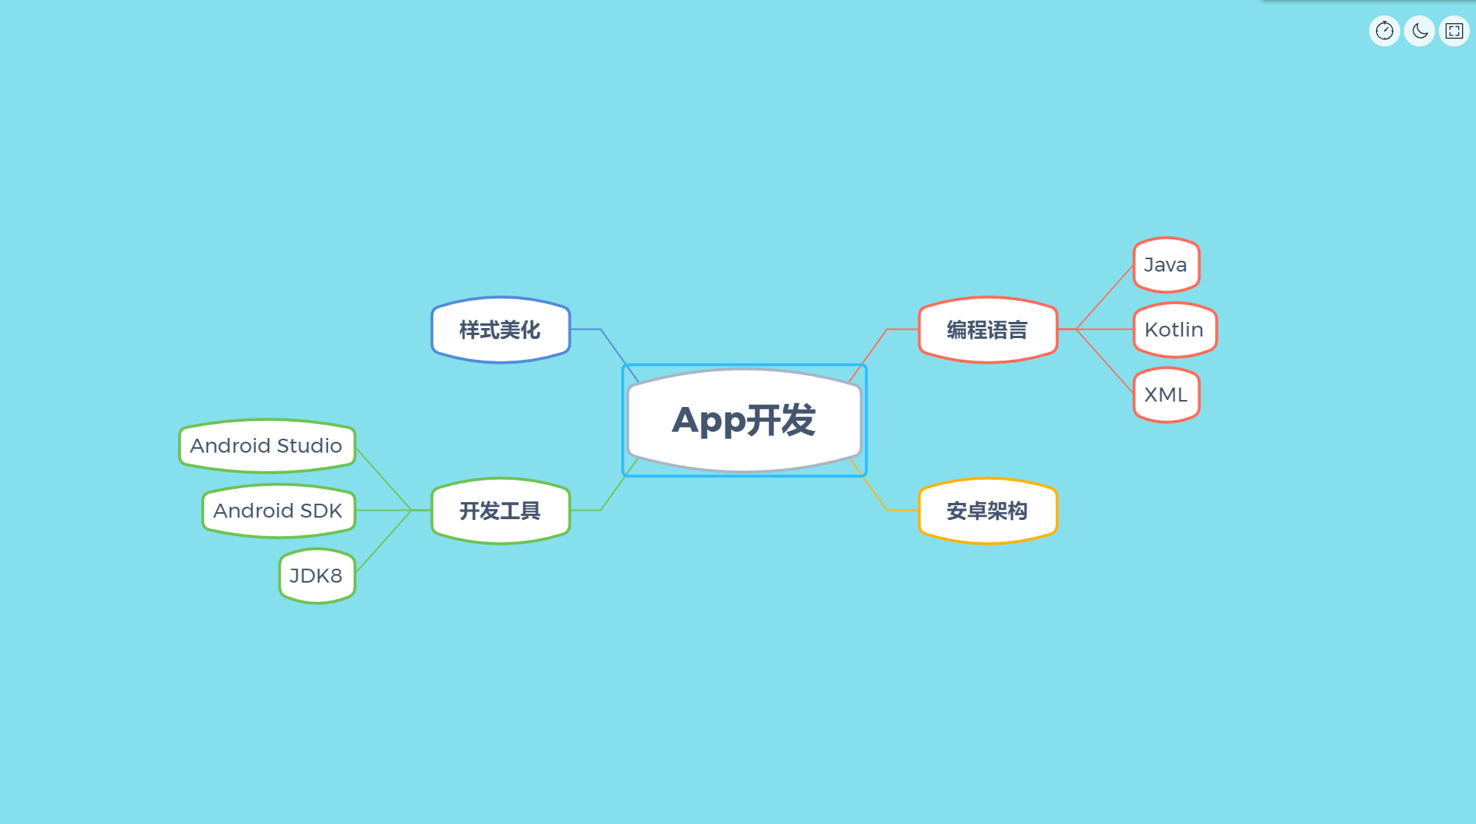 App开发
编程语言
Java
Kotlin
XML
安卓架构
开发工具
Android Studio
Android SDK
JDK8
样式美化